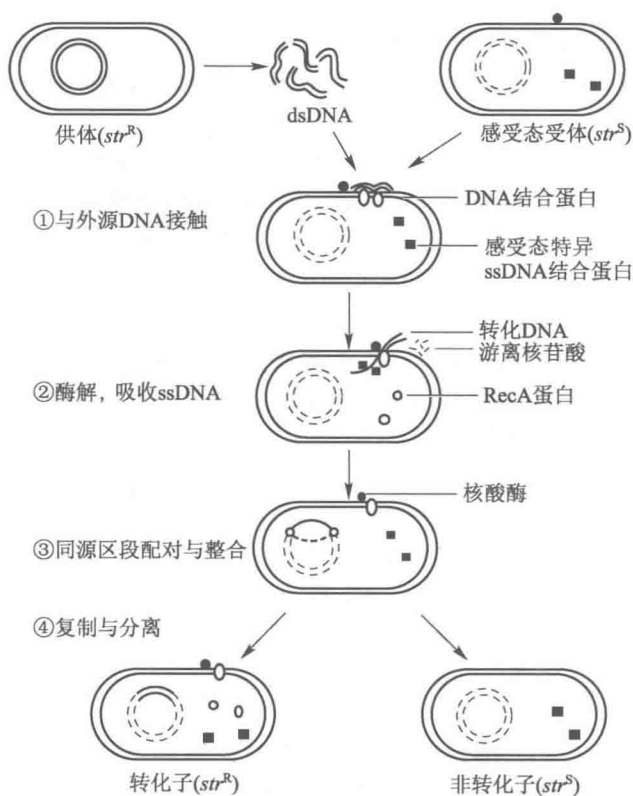 供体(strᴿ)
dsDNA
感受态受体(strˢ)
①与外源DNA接触
DNA结合蛋白
感受态特异
ssDNA结合蛋白
转化DNA
游离核苷酸
②酶解，吸收ssDNA
RecA蛋白
核酸酶
③同源区段配对与整合
④复制与分离
转化子(strᴿ)
非转化子(strˢ)